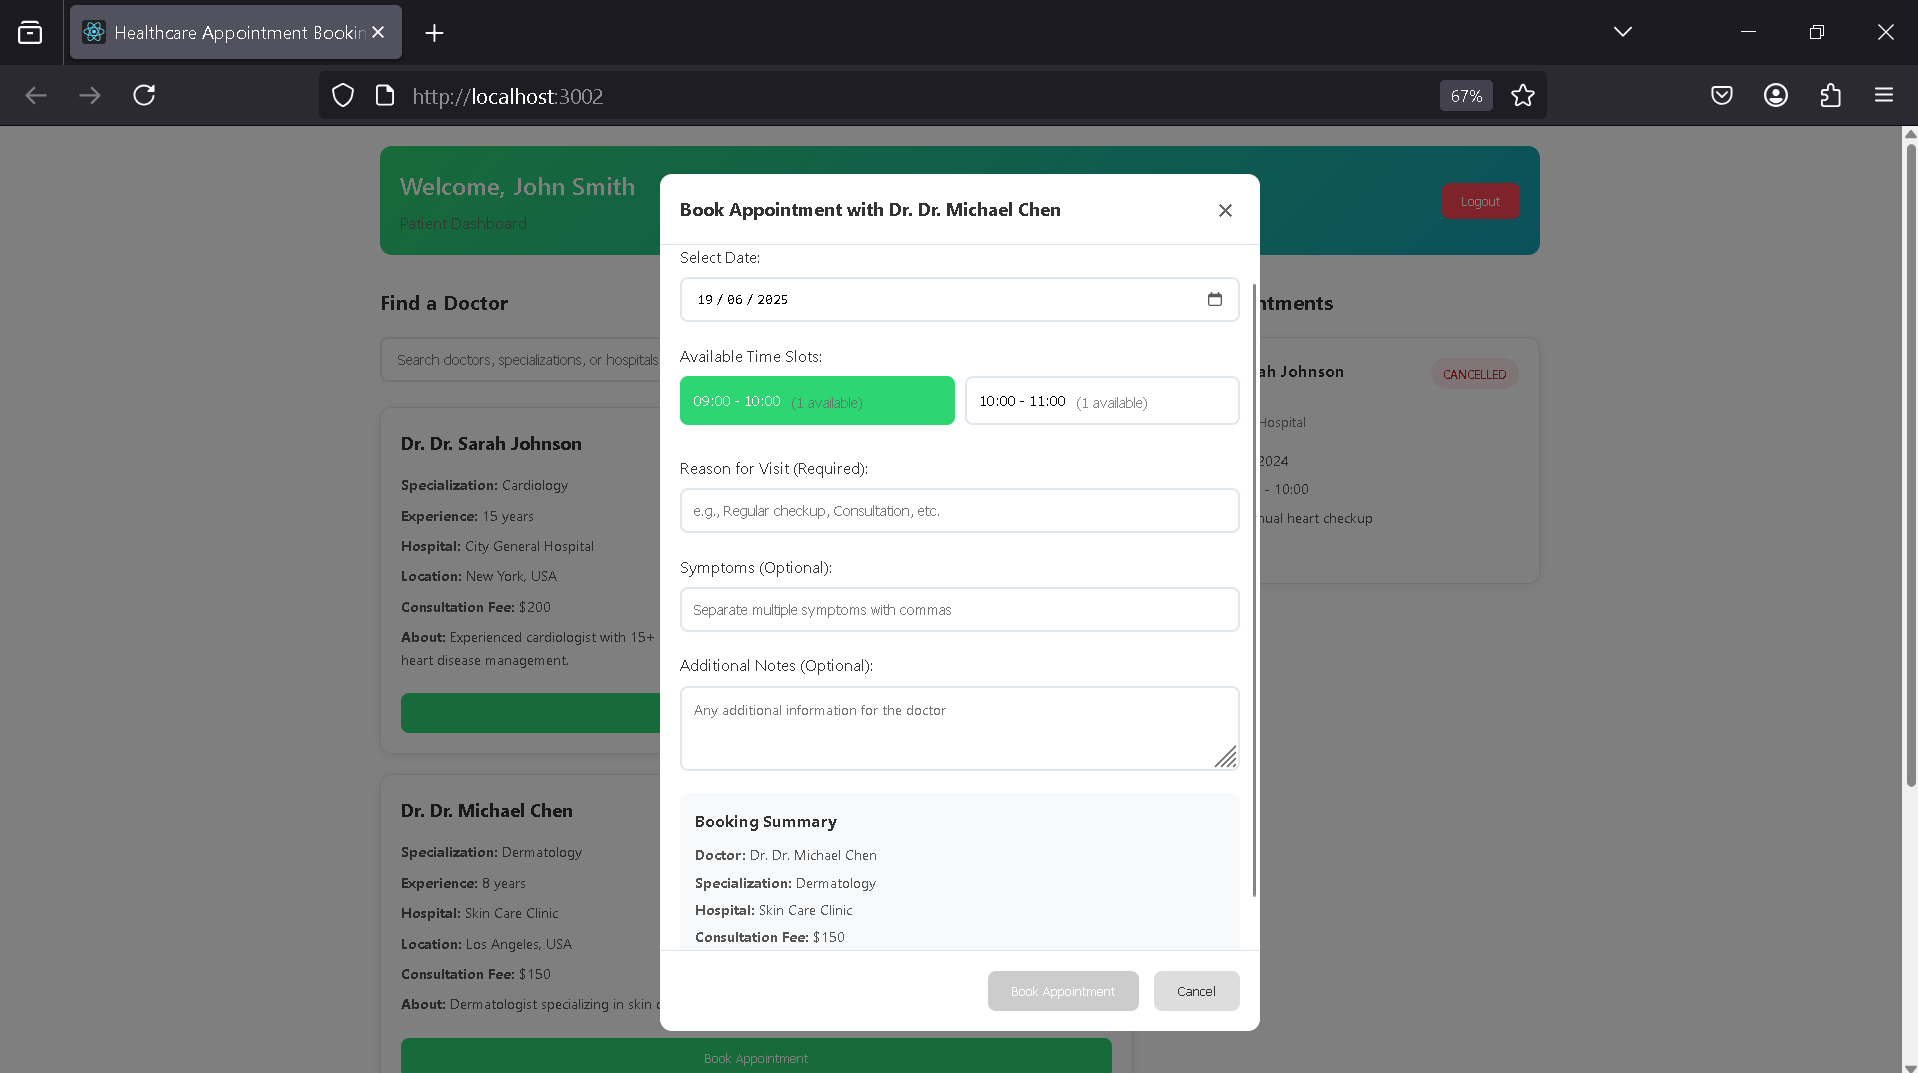 Healthcare Appointment Bookin
http://localhost:3002
67%
Welcome, John Smith
Patient Dashboard
Logout
Find a Doctor
Search doctors, specializations, or hospitals
Dr. Dr. Sarah Johnson
Specialization: Cardiology
Experience: 15 years
Hospital: City General Hospital
Location: New York, USA
Consultation Fee: $200
About: Experienced cardiologist with 15+
heart disease management.
Dr. Dr. Michael Chen
Specialization: Dermatology
Experience: 8 years
Hospital: Skin Care Clinic
Location: Los Angeles, USA
Consultation Fee: $150
About: Dermatologist specializing in skin
Book Appointment
Book Appointment with Dr. Dr. Michael Chen
Select Date:
19 / 06 / 2025
Available Time Slots:
09:00 - 10:00 (1 available)
10:00 - 11:00 (1 available)
Reason for Visit (Required):
e.g., Regular checkup, Consultation, etc.
Symptoms (Optional):
Separate multiple symptoms with commas
Additional Notes (Optional):
Any additional information for the doctor
Booking Summary
Doctor: Dr. Dr. Michael Chen
Specialization: Dermatology
Hospital: Skin Care Clinic
Consultation Fee: $150
Book Appointment
Cancel
ntments
ah Johnson
CANCELLED
Hospital
2024
- 10:00
nual heart checkup